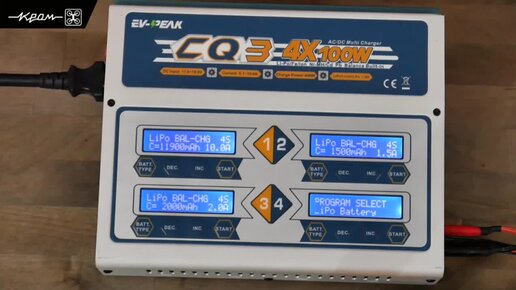 Кром
EV-PEAK
AC/DC Multi Charger
CQ3 4X100W
LiPo BAL-CHG 4S
C=11900mAh 10.0A
BATT. TYPE DEC. INC START
1 2
LiPo BAL-CHG 4S
C= 1500mAh 1.5A
BATT. TYPE DEC. INC START
LiPo BAL-CHG 4S
C= 2000mAh 2.0A
BATT. TYPE DEC. INC START
3 4
PROGRAM SELECT
LiPo Battery
BATT. TYPE DEC. INC START
CE